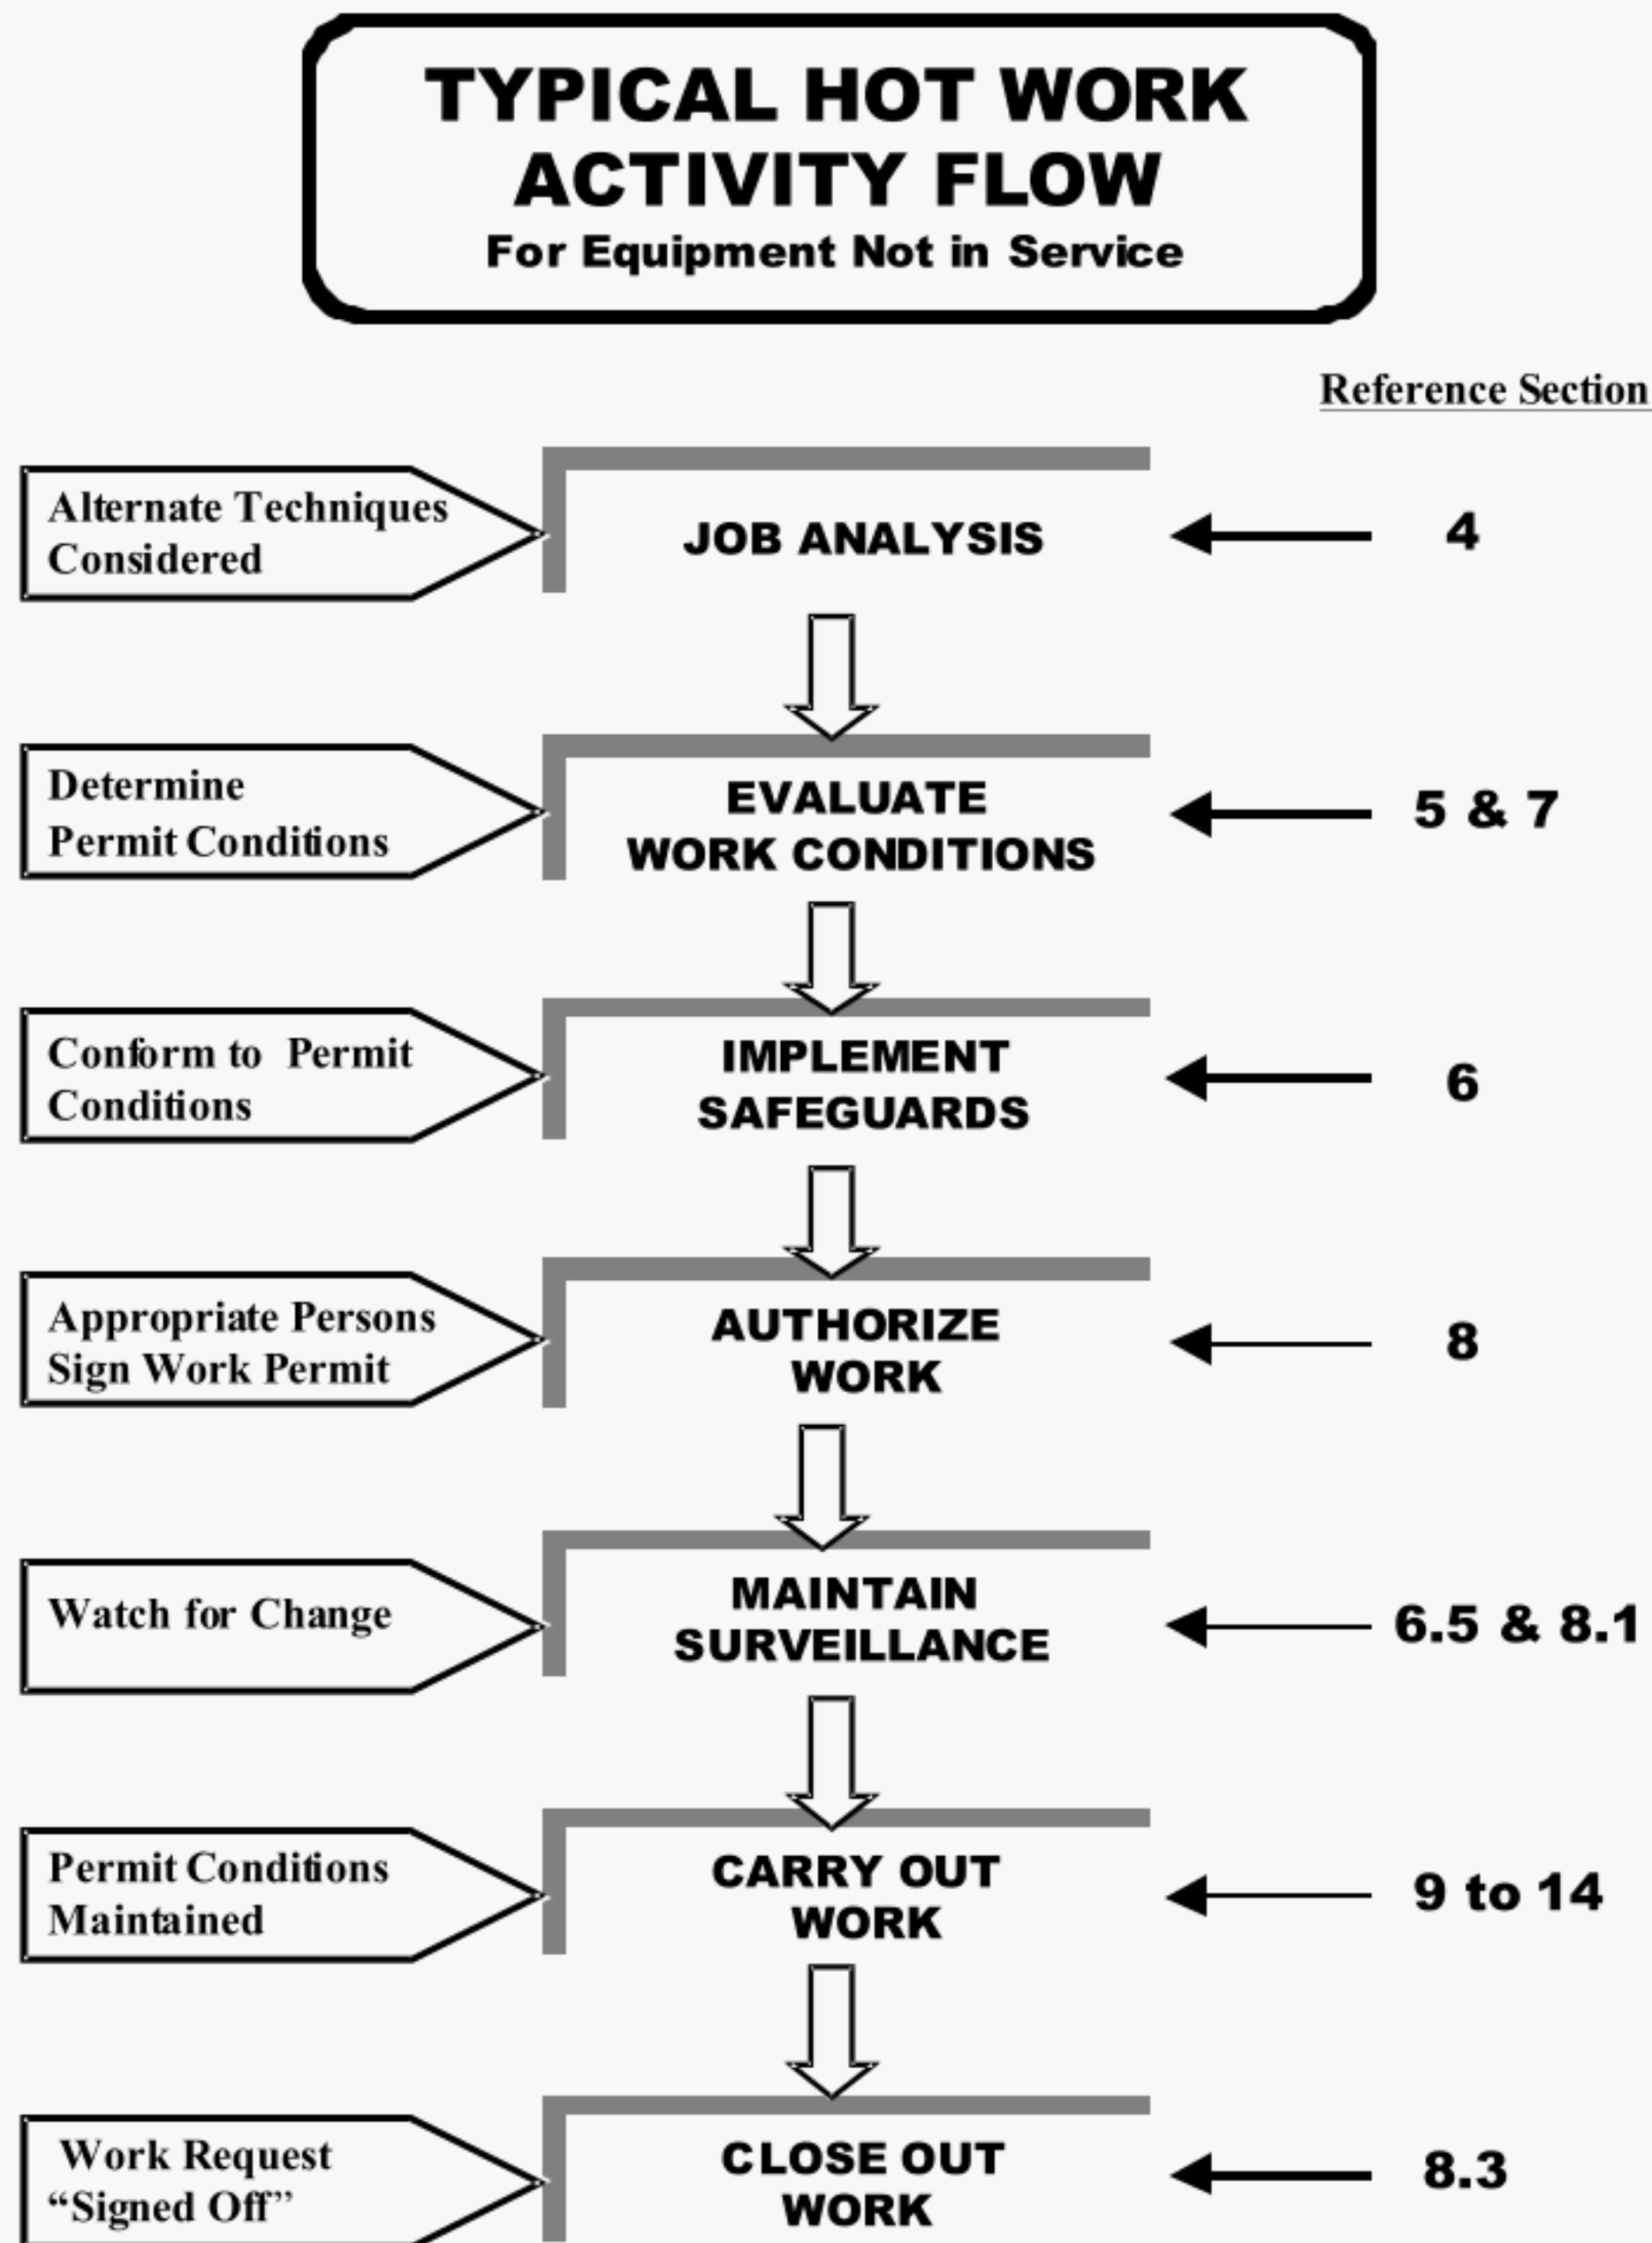 TYPICAL HOT WORK
ACTIVITY FLOW
For Equipment Not in Service
Reference Section
Alternate Techniques
Considered
JOB ANALYSIS
4
Determine
Permit Conditions
EVALUATE
WORK CONDITIONS
5 & 7
Conform to Permit
Conditions
IMPLEMENT
SAFEGUARDS
6
Appropriate Persons
Sign Work Permit
AUTHORIZE
WORK
8
Watch for Change
MAINTAIN
SURVEILLANCE
6.5 & 8.1
Permit Conditions
Maintained
CARRY OUT
WORK
9 to 14
Work Request
“Signed Off”
CLOSE OUT
WORK
8.3